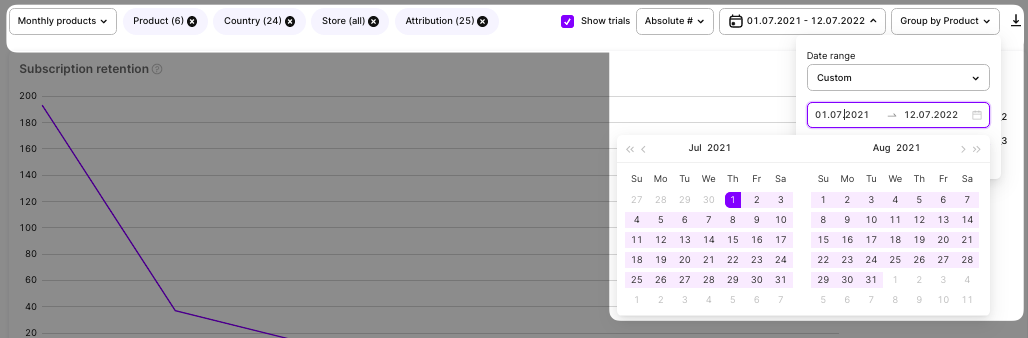 Monthly products Product (6) Country (24) Store (all) Attribution (25) Show trials Absolute # 01.07.2021 - 12.07.2022 Group by Product
Date range
Custom
01.07.2021 → 12.07.2022
Subscription retention ?
200
180
160
140
120
100
80
60
40
20
2
3
Jul 2021 Aug 2021
Su Mo Tu We Th Fr Sa Su Mo Tu We Th Fr Sa
27 28 29 30 1 2 3 1 2 3 4 5 6 7
4 5 6 7 8 9 10 8 9 10 11 12 13 14
11 12 13 14 15 16 17 15 16 17 18 19 20 21
18 19 20 21 22 23 24 22 23 24 25 26 27 28
25 26 27 28 29 30 31 29 30 31 1 2 3 4
1 2 3 4 5 6 7 5 6 7 8 9 10 11